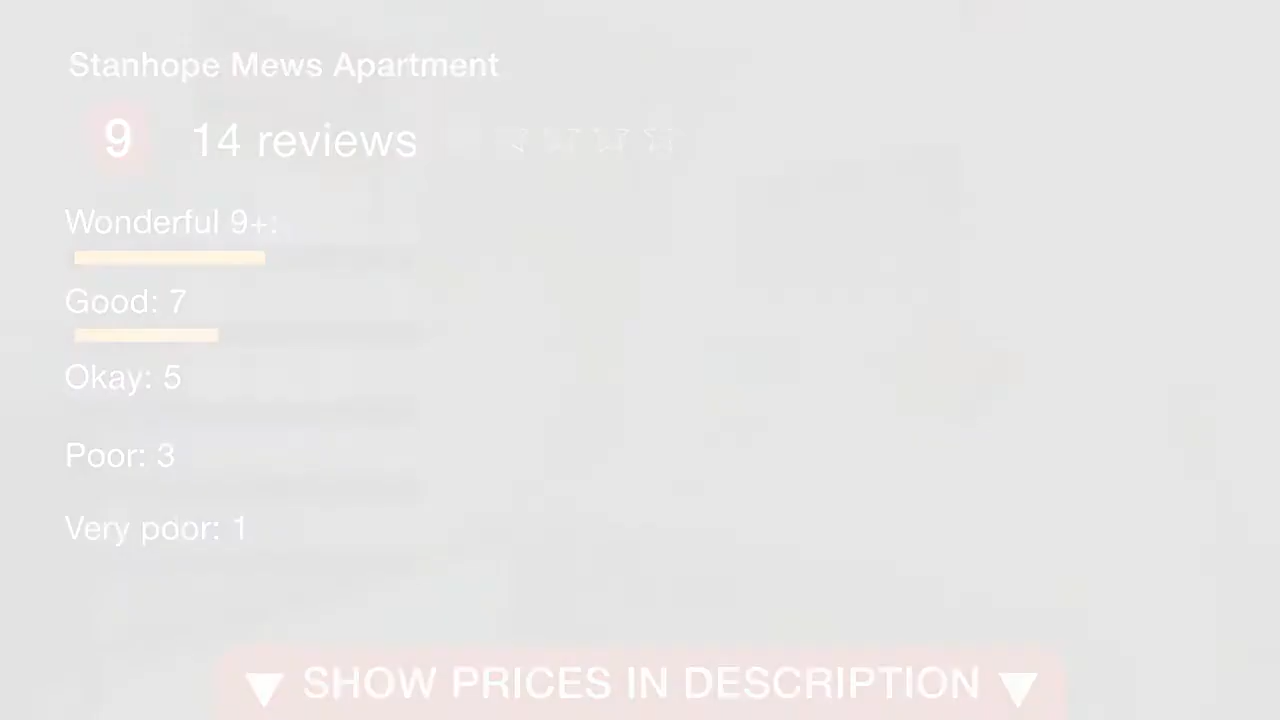 Stanhope Mews Apartment
9 14 reviews
Wonderful 9+:
Good: 7
Okay: 5
Poor: 3
Very poor: 1
▼ SHOW PRICES IN DESCRIPTION ▼